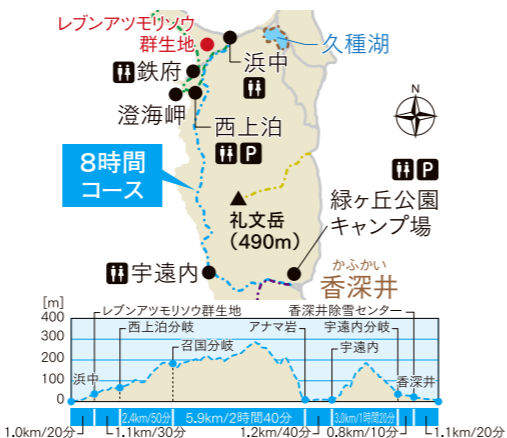 レブンアツモリソウ
群生地
久種湖
浜中
鉄府
澄海岬
西上泊
P
N
8時間
コース
P
礼文岳
(490m)
緑ヶ丘公園
キャンプ場
宇遠内
かふかい
香深井
[m]
400
300
200
100
0
レブンアツモリソウ群生地
香深井除雪センター
西上泊分岐
アナマ岩
宇遠内分岐
召国分岐
宇遠内
浜中
香深井
2.4km/50分
5.9km/2時間40分
3.0km/1時間20分
1.0km/20分
1.1km/30分
1.2km/40分
0.8km/10分
1.1km/20分